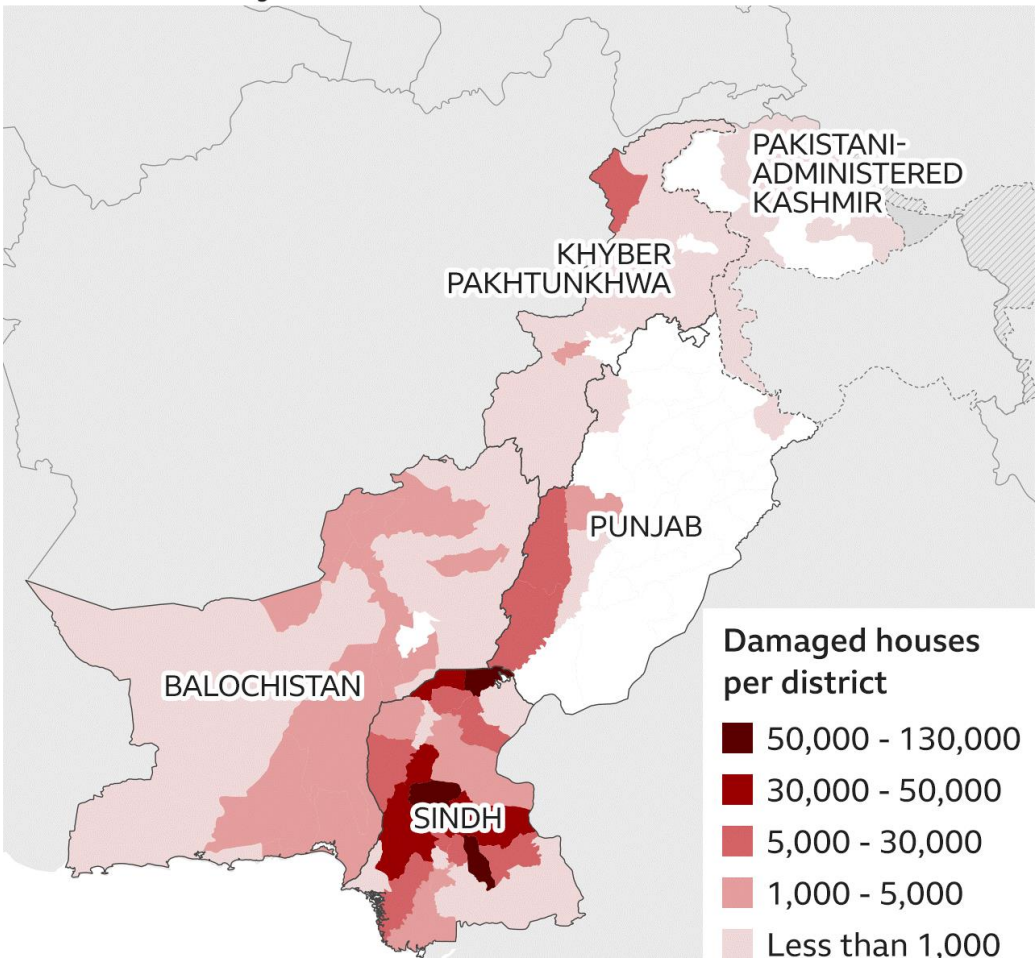 PAKISTANI-
ADMINISTERED
KASHMIR
KHYBER
PAKHTUNKHWA
PUNJAB
BALOCHISTAN
SINDH
Damaged houses
per district
50,000 - 130,000
30,000 - 50,000
5,000 - 30,000
1,000 - 5,000
Less than 1,000